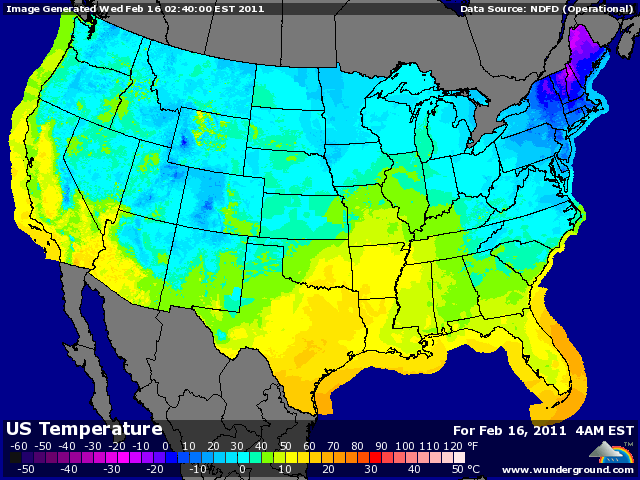 Image Generated Wed Feb 16 02:40:00 EST 2011 Data Source: NDFD (Operational)
US Temperature For Feb 16, 2011 4AM EST
-60 -50 -40 -30 -20 -10 0 10 20 30 40 50 60 70 80 90 100 110 120 °F
-50 -40 -30 -20 -10 0 10 20 30 40 50 °C
TM
www.wunderground.com